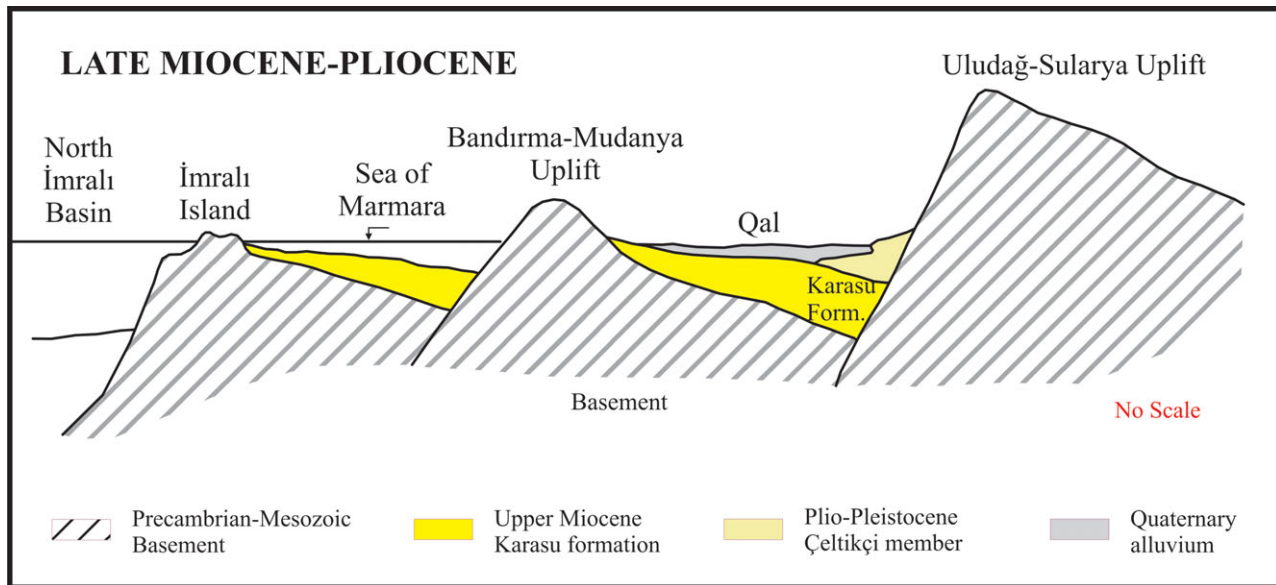 LATE MIOCENE-PLIOCENE
Uludağ-Sularya Uplift
North
İmralı
Basin
İmralı
Island
Sea of
Marmara
Bandırma-Mudanya
Uplift
Qal
Karasu
Form.
Basement
No Scale
Precambrian-Mesozoic
Basement
Upper Miocene
Karasu formation
Plio-Pleistocene
Çeltikçi member
Quaternary
alluvium